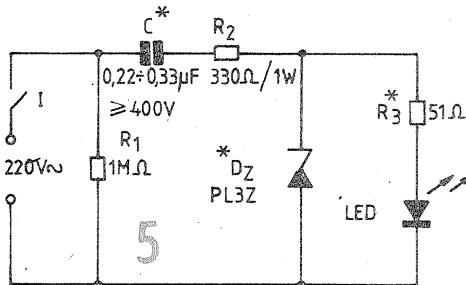 C*
R2
0,22÷0,33µF 330Ω/1W
≥400V
I
R1
1MΩ
220V~
*DZ
PL3Z
R3*
51Ω
LED
5